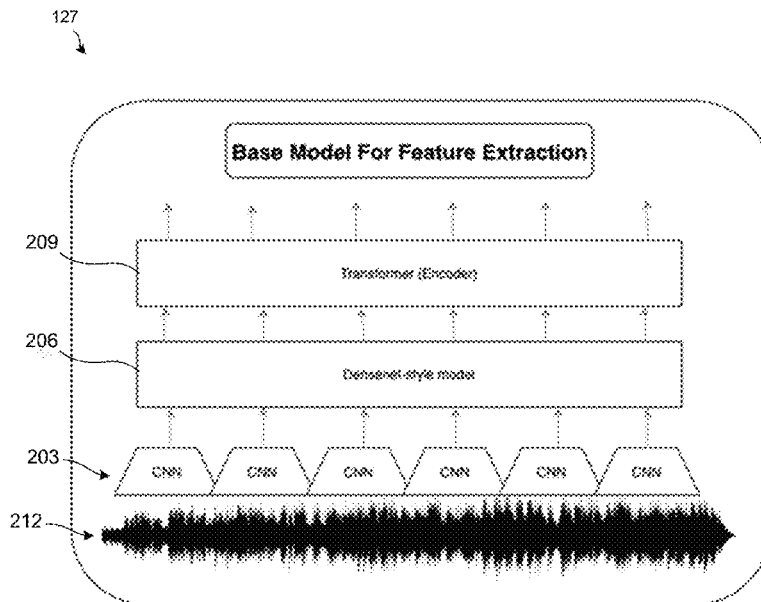 127
Base Model For Feature Extraction
209
Transformer (Encoder)
206
Densenet-style model
203
CNN CNN CNN CNN CNN CNN
212